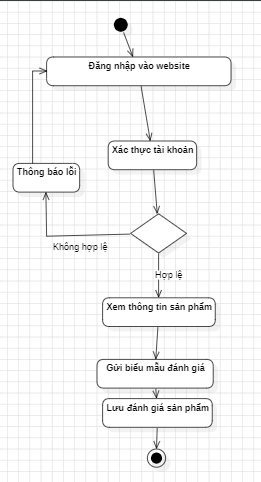 Đăng nhập vào website
Xác thực tài khoản
Thông báo lỗi
Không hợp lệ
Hợp lệ
Xem thông tin sản phẩm
Gửi biểu mẫu đánh giá
Lưu đánh giá sản phẩm